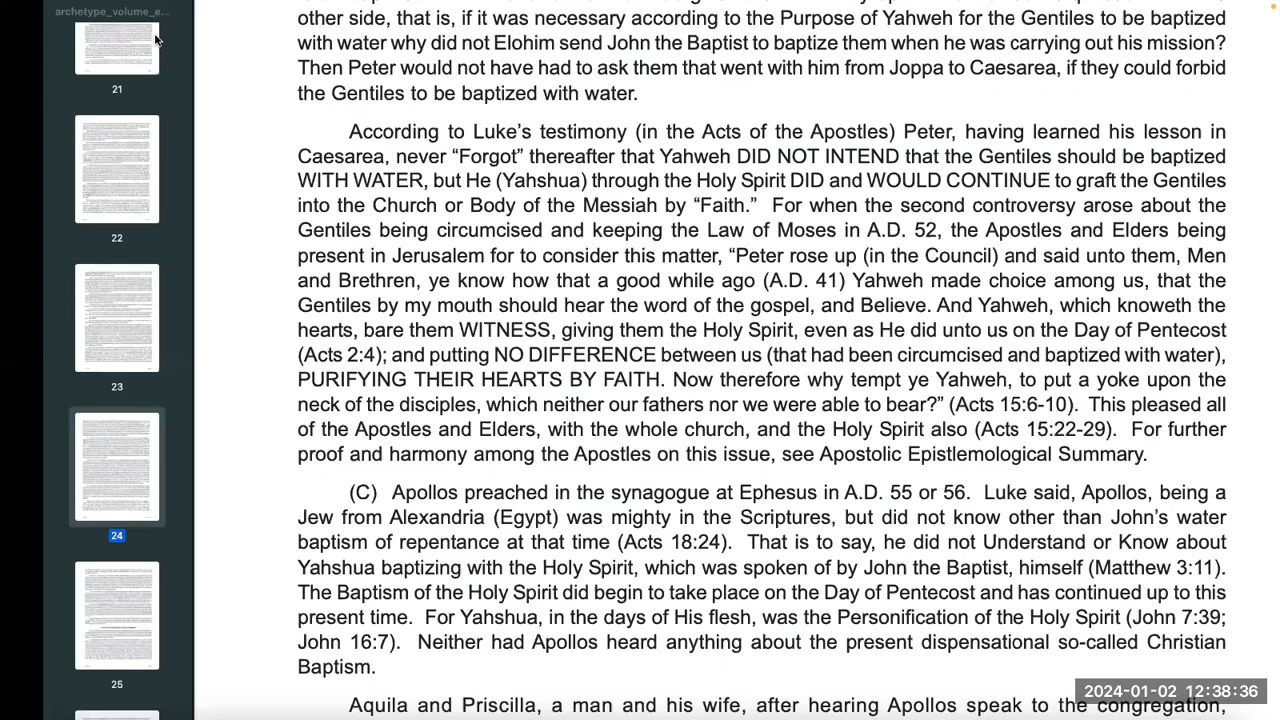 archetype_volume_e...
21
22
23
24
25
other side, that is, if it were necessary according to the Purpose of Yahweh for the Gentiles to be baptized
with water, why did not Elohim send John the Baptist to baptize them while he was carrying out his mission?
Then Peter would not have had to ask them that went with him from Joppa to Caesarea, if they could forbid
the Gentiles to be baptized with water.
According to Luke's testimony (in the Acts of the Apostles) Peter, having learned his lesson in
Caesarea, never “Forgot” thereafter that Yahweh DID NOT INTEND that the Gentiles should be baptized
WITH WATER, but He (Yahshua) through the Holy Spirit DID and WOULD CONTINUE to graft the Gentiles
into the Church or Body of the Messiah by “Faith.” For when the second controversy arose about the
Gentiles being circumcised and keeping the Law of Moses in A.D. 52, the Apostles and Elders being
present in Jerusalem for to consider this matter, “Peter rose up (in the Council) and said unto them, Men
and Brethren, ye know how that a good while ago (A.D. 41) Yahweh made choice among us, that the
Gentiles by my mouth should hear the word of the gospel, and Believe. And Yahweh, which knoweth the
hearts, bare them WITNESS, giving them the Holy Spirit, even as He did unto us on the Day of Pentecost
(Acts 2:4); and putting NO DIFFERENCE between us (that had been circumcised and baptized with water),
PURIFYING THEIR HEARTS BY FAITH. Now therefore why tempt ye Yahweh, to put a yoke upon the
neck of the disciples, which neither our fathers nor we were able to bear?” (Acts 15:6-10). This pleased all
of the Apostles and Elders with the whole church, and the Holy Spirit also (Acts 15:22-29). For further
proof and harmony among the Apostles on this issue, see Apostolic Epistemological Summary.
(C) Apollos preached in the synagogue at Ephesus in A.D. 55 or 56. Luke said, Apollos, being a
Jew from Alexandria (Egypt) was mighty in the Scriptures, but did not know other than John's water
baptism of repentance at that time (Acts 18:24). That is to say, he did not Understand or Know about
Yahshua baptizing with the Holy Spirit, which was spoken of by John the Baptist, himself (Matthew 3:11).
The Baptism of the Holy Spirit did begin to take place on the Day of Pentecost and has continued up to this
present time. For Yahshua in the days of His flesh, was the Personification of the Holy Spirit (John 7:39;
Hebrews 5:7) Neither had Apollos heard anything about the present dispensational so-called Christian
Baptism.
Aquila and Priscilla, a man and his wife, after hearing Apollos speak to the congregation,
2024-01-02 12:38:36